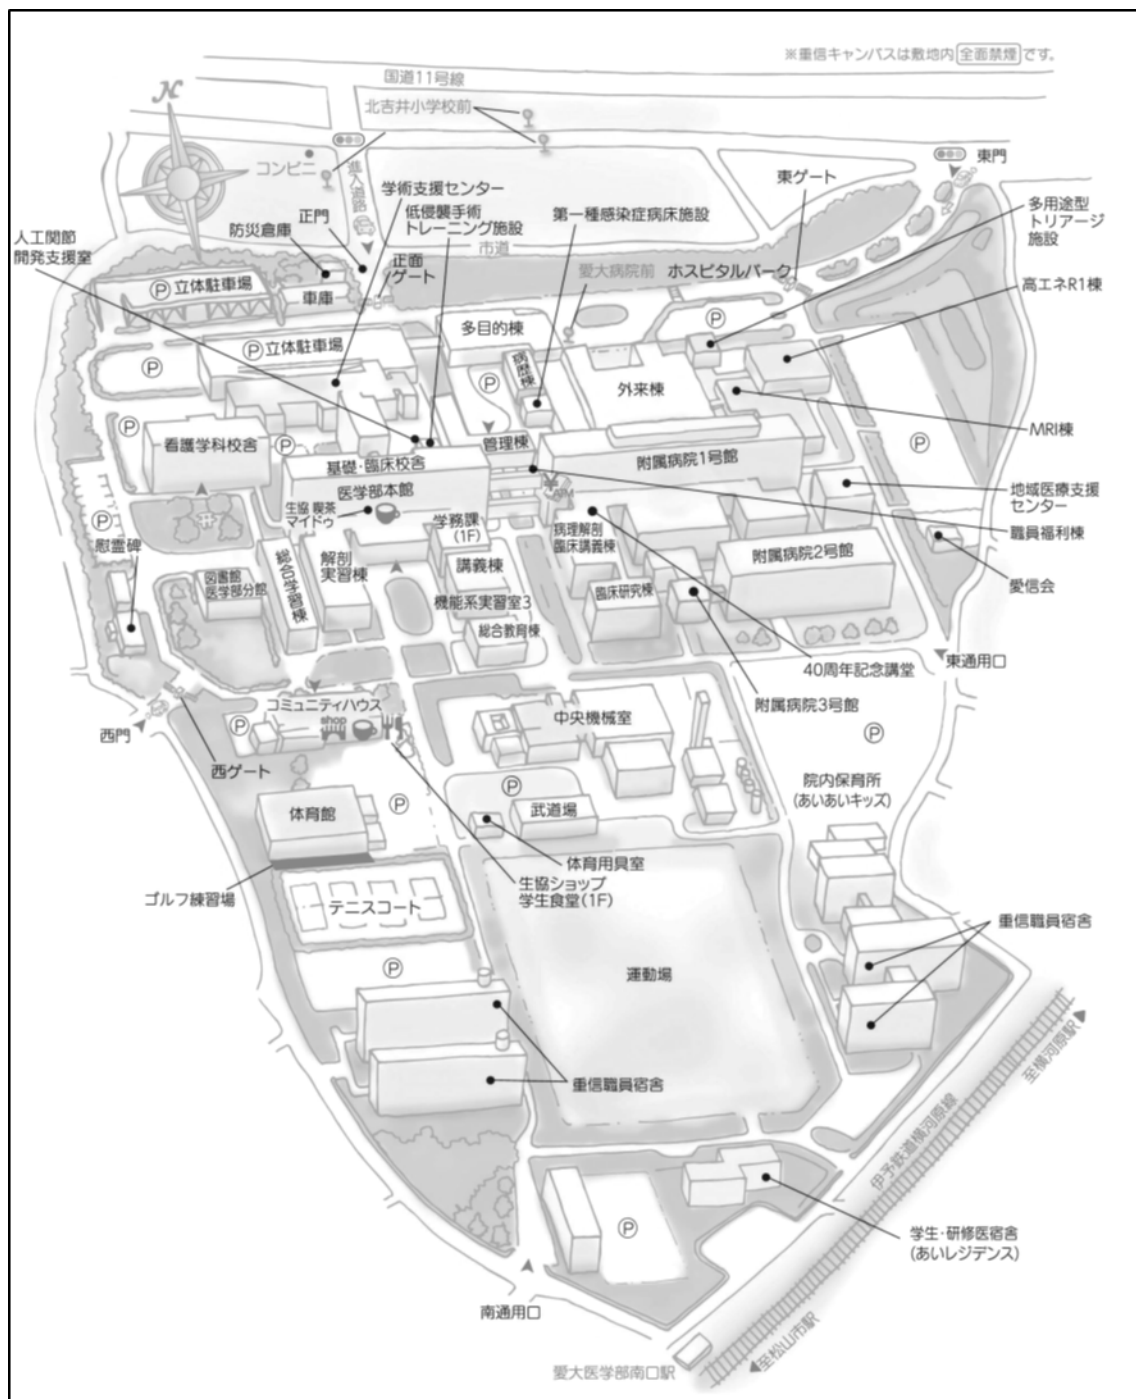 ※重信キャンパスは敷地内 全面禁煙 です。
国道11号線
N
北吉井小学校前
コンビニ
進入道路
東門
東ゲート
学術支援センター
正門
低侵襲手術
トレーニング施設
第一種感染症病床施設
多用途型
トリアージ
施設
防災倉庫
人工関節
開発支援室
市道
正面
ゲート
愛大病院前
ホスピタルパーク
高エネR1棟
P 立体駐車場
車庫
多目的棟
P
P 立体駐車場
P
病歴棟
P
外来棟
MRI棟
P
看護学科校舎
P
管理棟
P
基礎・臨床校舎
附属病院1号館
医学部本館
地域医療支援
センター
生協 喫茶
マイドゥ
ATM
P
学務課
(1F)
病理解剖
臨床講義棟
職員福利棟
慰霊碑
総合学習棟
解剖
実習棟
講義棟
附属病院2号館
図書館
医学部分館
愛信会
機能系実習室3
臨床研究棟
総合教育棟
40周年記念講堂
東通用口
コミュニティハウス
附属病院3号館
shop
P
中央機械室
西門
P
西ゲート
院内保育所
(あいあいキッズ)
P
体育館
P
武道場
体育用具室
生協ショップ
学生食堂(1F)
ゴルフ練習場
テニスコート
重信職員宿舎
P
運動場
至横河原駅
重信職員宿舎
伊予鉄道横河原線
P
学生・研修医宿舎
(あいレジデンス)
南通用口
至松山市駅
愛大医学部南口駅